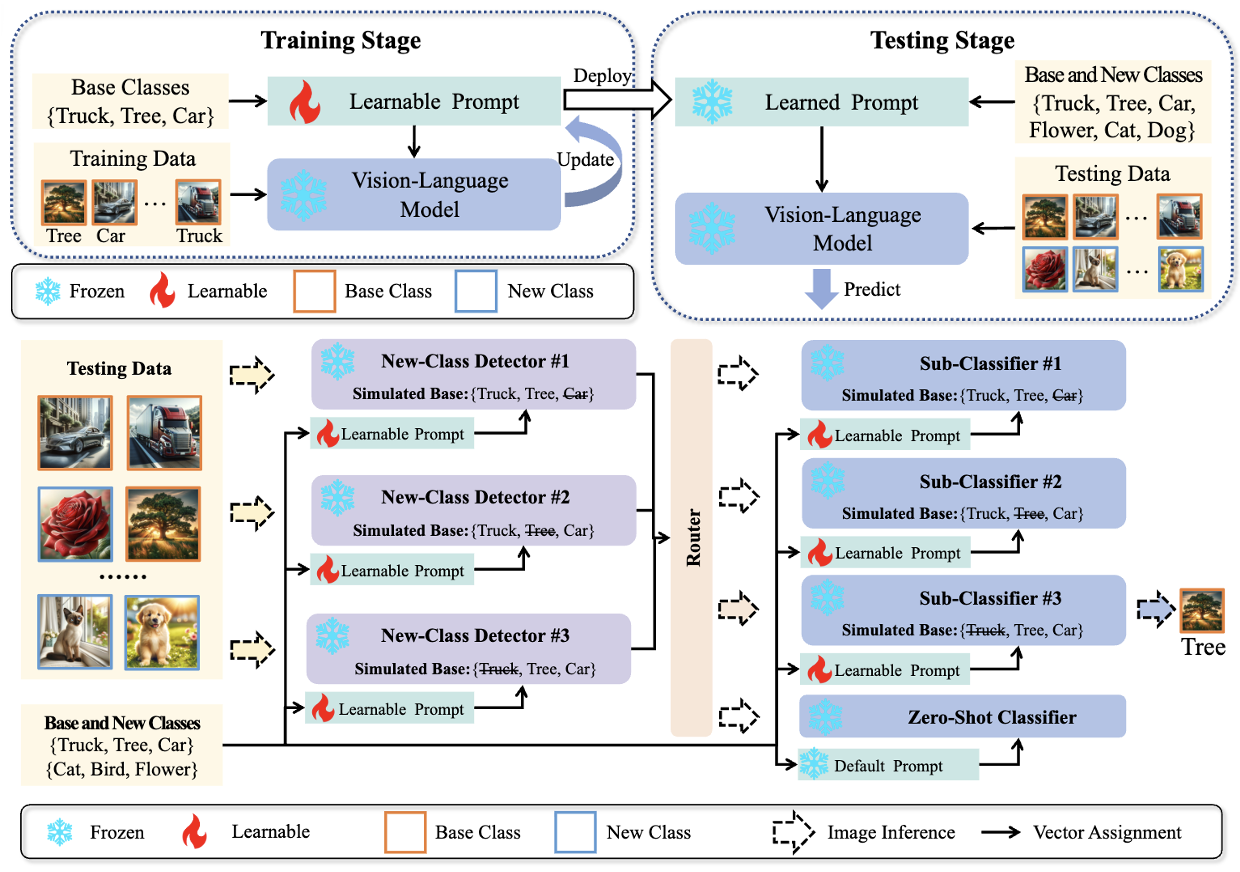 Training Stage
Base Classes
{Truck, Tree, Car}
Learnable Prompt
Training Data
Tree Car ... Truck
Vision-Language
Model
Update
Deploy
Testing Stage
Learned Prompt
Base and New Classes
{Truck, Tree, Car,
Flower, Cat, Dog}
Testing Data
...
...
Vision-Language
Model
Predict
Frozen Learnable Base Class New Class
Testing Data
......
Base and New Classes
{Truck, Tree, Car}
{Cat, Bird, Flower}
New-Class Detector #1
Simulated Base:{Truck, Tree, Car}
Learnable Prompt
New-Class Detector #2
Simulated Base:{Truck, Tree, Car}
Learnable Prompt
New-Class Detector #3
Simulated Base:{Truck, Tree, Car}
Learnable Prompt
Router
Sub-Classifier #1
Simulated Base:{Truck, Tree, Car}
Learnable Prompt
Sub-Classifier #2
Simulated Base:{Truck, Tree, Car}
Learnable Prompt
Sub-Classifier #3
Simulated Base:{Truck, Tree, Car}
Learnable Prompt
Zero-Shot Classifier
Default Prompt
Tree
Frozen Learnable Base Class New Class Image Inference Vector Assignment